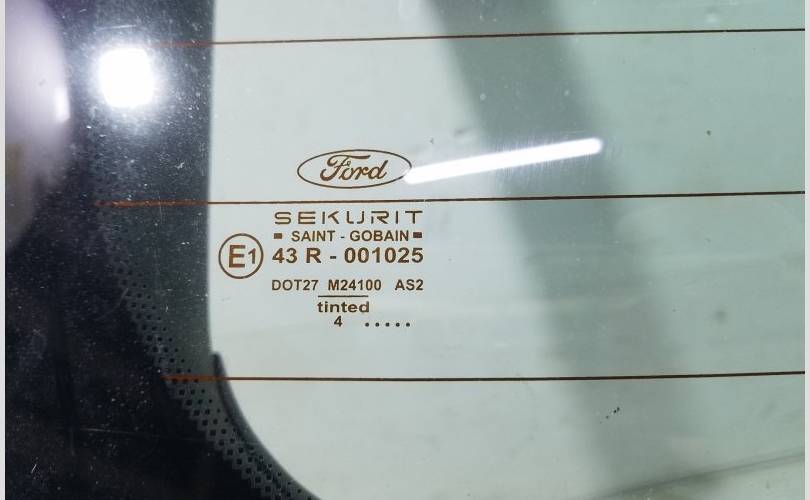 Ford
SEKURIT
SAINT - GOBAIN
E1 43 R - 001025
DOT27 M24100 AS2
tinted
4 .....